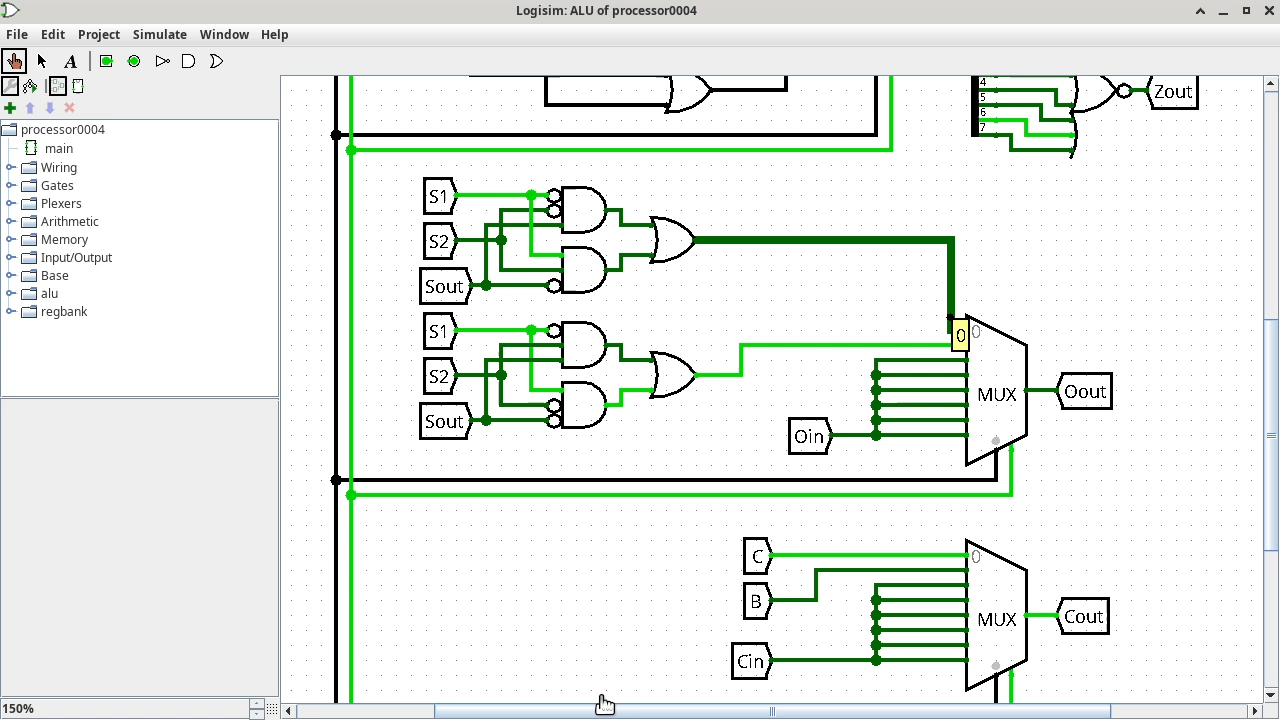 Logisim: ALU of processor0004
File Edit Project Simulate Window Help
A
processor0004
main
Wiring
Gates
Plexers
Arithmetic
Memory
Input/Output
Base
alu
regbank
150%
4
5
6
7
Zout
S1
S2
Sout
S1
S2
Sout
0
0
MUX
Oout
Oin
C
B
Cin
0
MUX
Cout